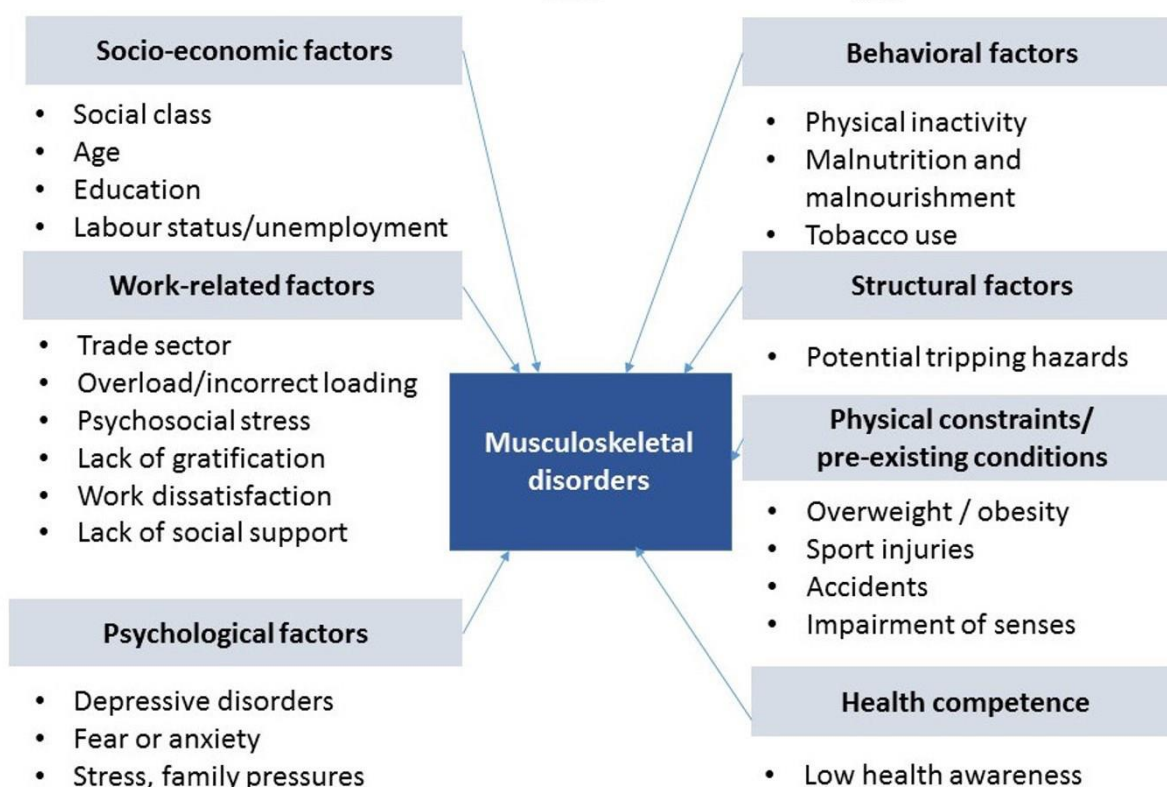 Socio-economic factors
• Social class
• Age
• Education
• Labour status/unemployment
Work-related factors
• Trade sector
• Overload/incorrect loading
• Psychosocial stress
• Lack of gratification
• Work dissatisfaction
• Lack of social support
Psychological factors
• Depressive disorders
• Fear or anxiety
• Stress, family pressures
Musculoskeletal
disorders
Behavioral factors
• Physical inactivity
• Malnutrition and
malnourishment
• Tobacco use
Structural factors
• Potential tripping hazards
Physical constraints/
pre-existing conditions
• Overweight / obesity
• Sport injuries
• Accidents
• Impairment of senses
Health competence
• Low health awareness